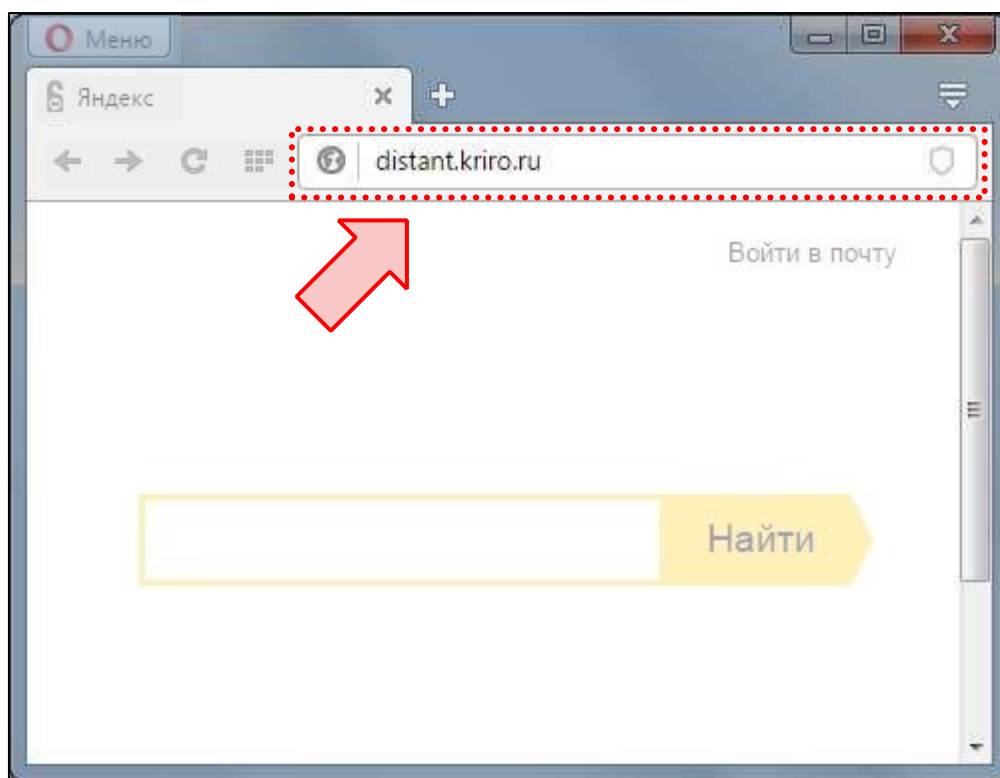 Меню
Яндекс
distant.kriro.ru
Войти в почту
Найти